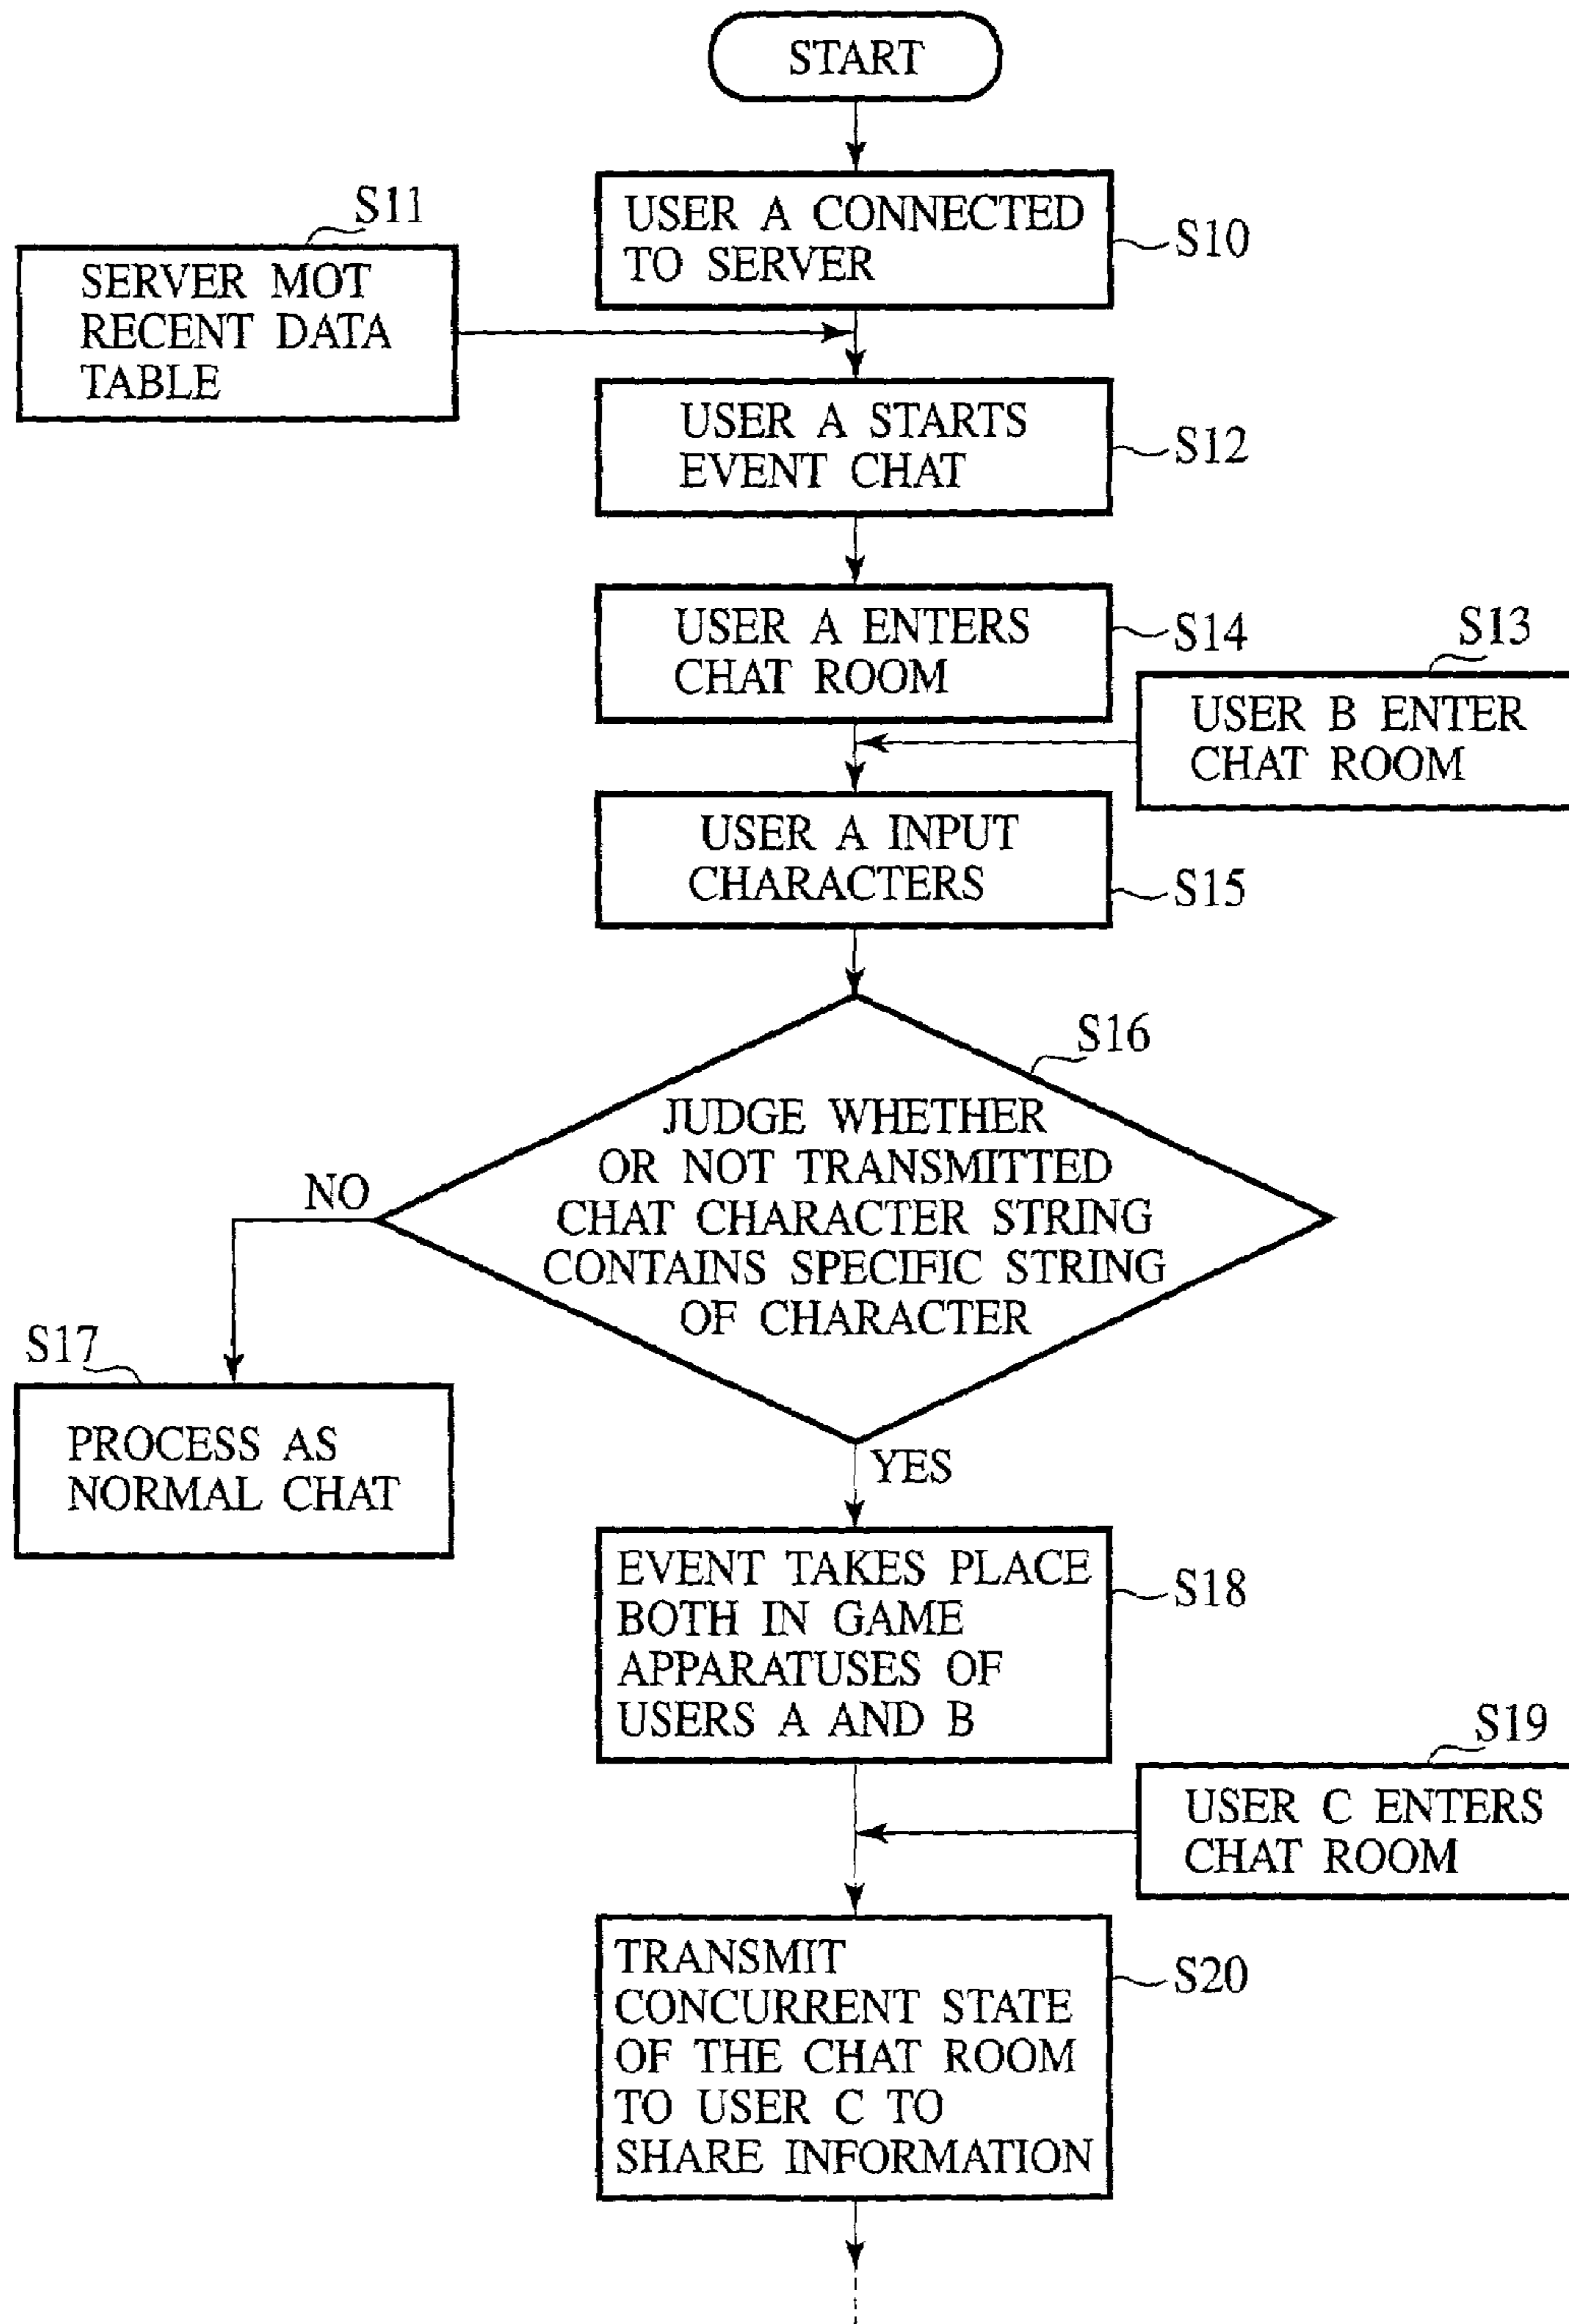 START
USER A CONNECTED
TO SERVER
S10
S11
SERVER MOT
RECENT DATA
TABLE
USER A STARTS
EVENT CHAT
S12
USER A ENTERS
CHAT ROOM
S14
S13
USER B ENTER
CHAT ROOM
USER A INPUT
CHARACTERS
S15
S16
JUDGE WHETHER
OR NOT TRANSMITTED
CHAT CHARACTER STRING
CONTAINS SPECIFIC STRING
OF CHARACTER
NO
S17
PROCESS AS
NORMAL CHAT
YES
EVENT TAKES PLACE
BOTH IN GAME
APPARATUSES OF
USERS A AND B
S18
S19
USER C ENTERS
CHAT ROOM
TRANSMIT
CONCURRENT STATE
OF THE CHAT ROOM
TO USER C TO
SHARE INFORMATION
S20